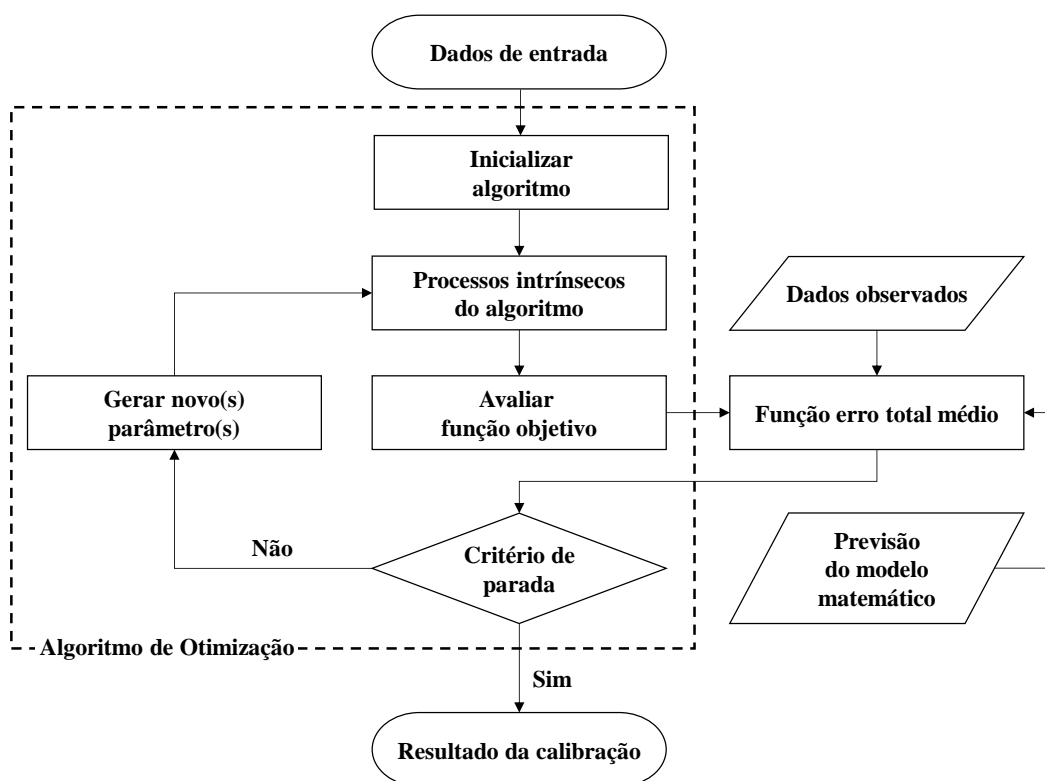 Dados de entrada
Inicializar
algoritmo
Processos intrínsecos
do algoritmo
Dados observados
Gerar novo(s)
parâmetro(s)
Avaliar
função objetivo
Função erro total médio
Não
Critério de
parada
Previsão
do modelo
matemático
Algoritmo de Otimização
Sim
Resultado da calibração